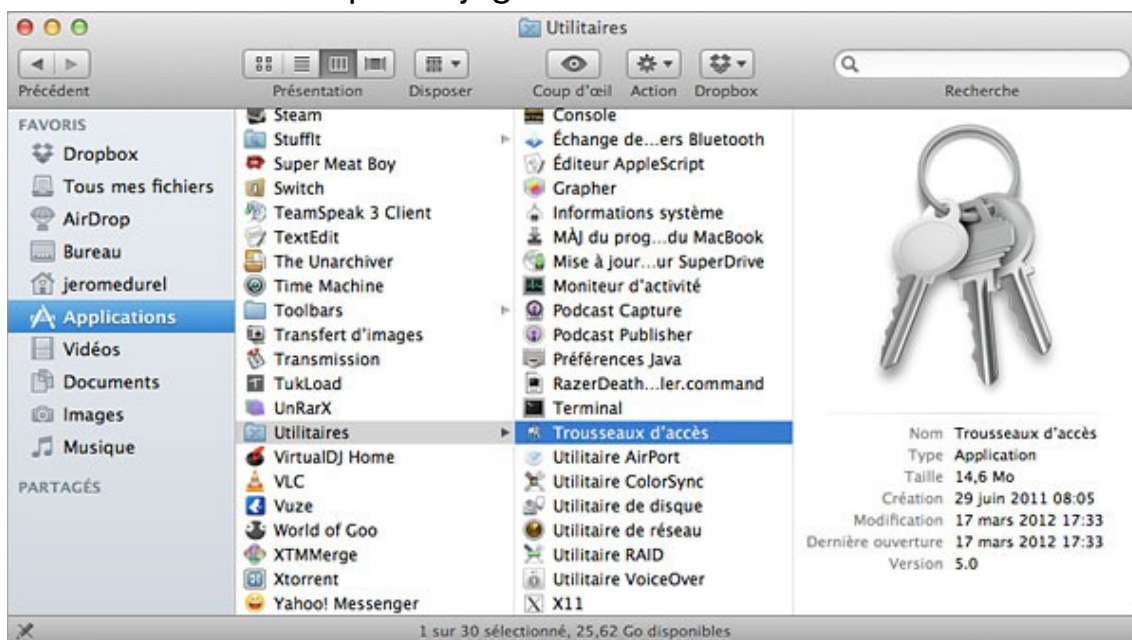 Utilitaires
Précédent
Présentation
Disposer
Coup d'œil
Action
Dropbox
Recherche
FAVORIS
Dropbox
Tous mes fichiers
AirDrop
Bureau
jeromedurel
Applications
Vidéos
Documents
Images
Musique
PARTAGÉS
Steam
StuffIt
Super Meat Boy
Switch
TeamSpeak 3 Client
TextEdit
The Unarchiver
Time Machine
Toolbars
Transfert d'images
Transmission
TukLoad
UnRarX
Utilitaires
VirtualDJ Home
VLC
Vuze
World of Goo
XTMMerge
Xtorrent
Yahoo! Messenger
Console
Échange de...ers Bluetooth
Éditeur AppleScript
Grapher
Informations système
MÀJ du prog...du MacBook
Mise à jour...ur SuperDrive
Moniteur d'activité
Podcast Capture
Podcast Publisher
Préférences Java
RazerDeath...ler.command
Terminal
Trousseaux d'accès
Utilitaire AirPort
Utilitaire ColorSync
Utilitaire de disque
Utilitaire de réseau
Utilitaire RAID
Utilitaire VoiceOver
X11
Nom Trousseaux d'accès
Type Application
Taille 14,6 Mo
Création 29 juin 2011 08:05
Modification 17 mars 2012 17:33
Dernière ouverture 17 mars 2012 17:33
Version 5.0
1 sur 30 sélectionné, 25,62 Go disponibles